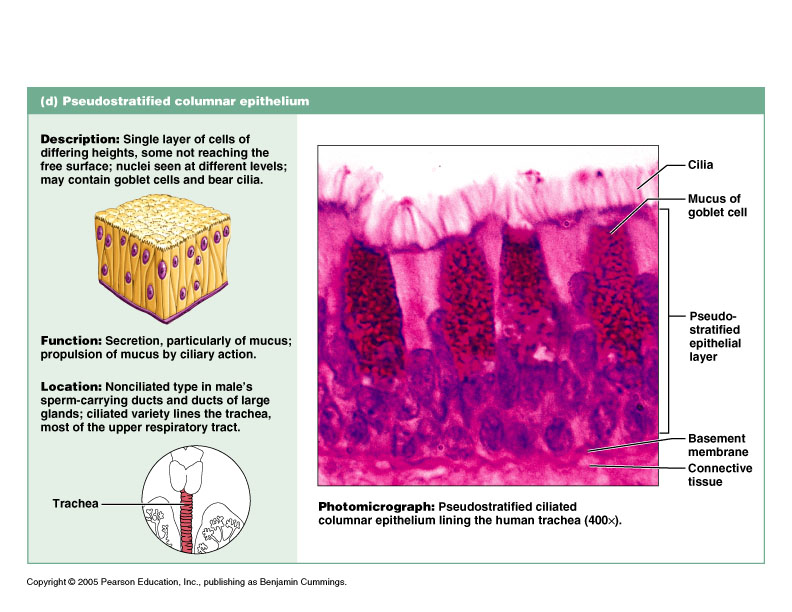 (d) Pseudostratified columnar epithelium
Description: Single layer of cells of
differing heights, some not reaching the
free surface; nuclei seen at different levels;
may contain goblet cells and bear cilia.
Function: Secretion, particularly of mucus;
propulsion of mucus by ciliary action.
Location: Nonciliated type in male's
sperm-carrying ducts and ducts of large
glands; ciliated variety lines the trachea,
most of the upper respiratory tract.
Trachea
Cilia
Mucus of
goblet cell
Pseudo-
stratified
epithelial
layer
Basement
membrane
Connective
tissue
Photomicrograph: Pseudostratified ciliated
columnar epithelium lining the human trachea (400×).
Copyright © 2005 Pearson Education, Inc., publishing as Benjamin Cummings.